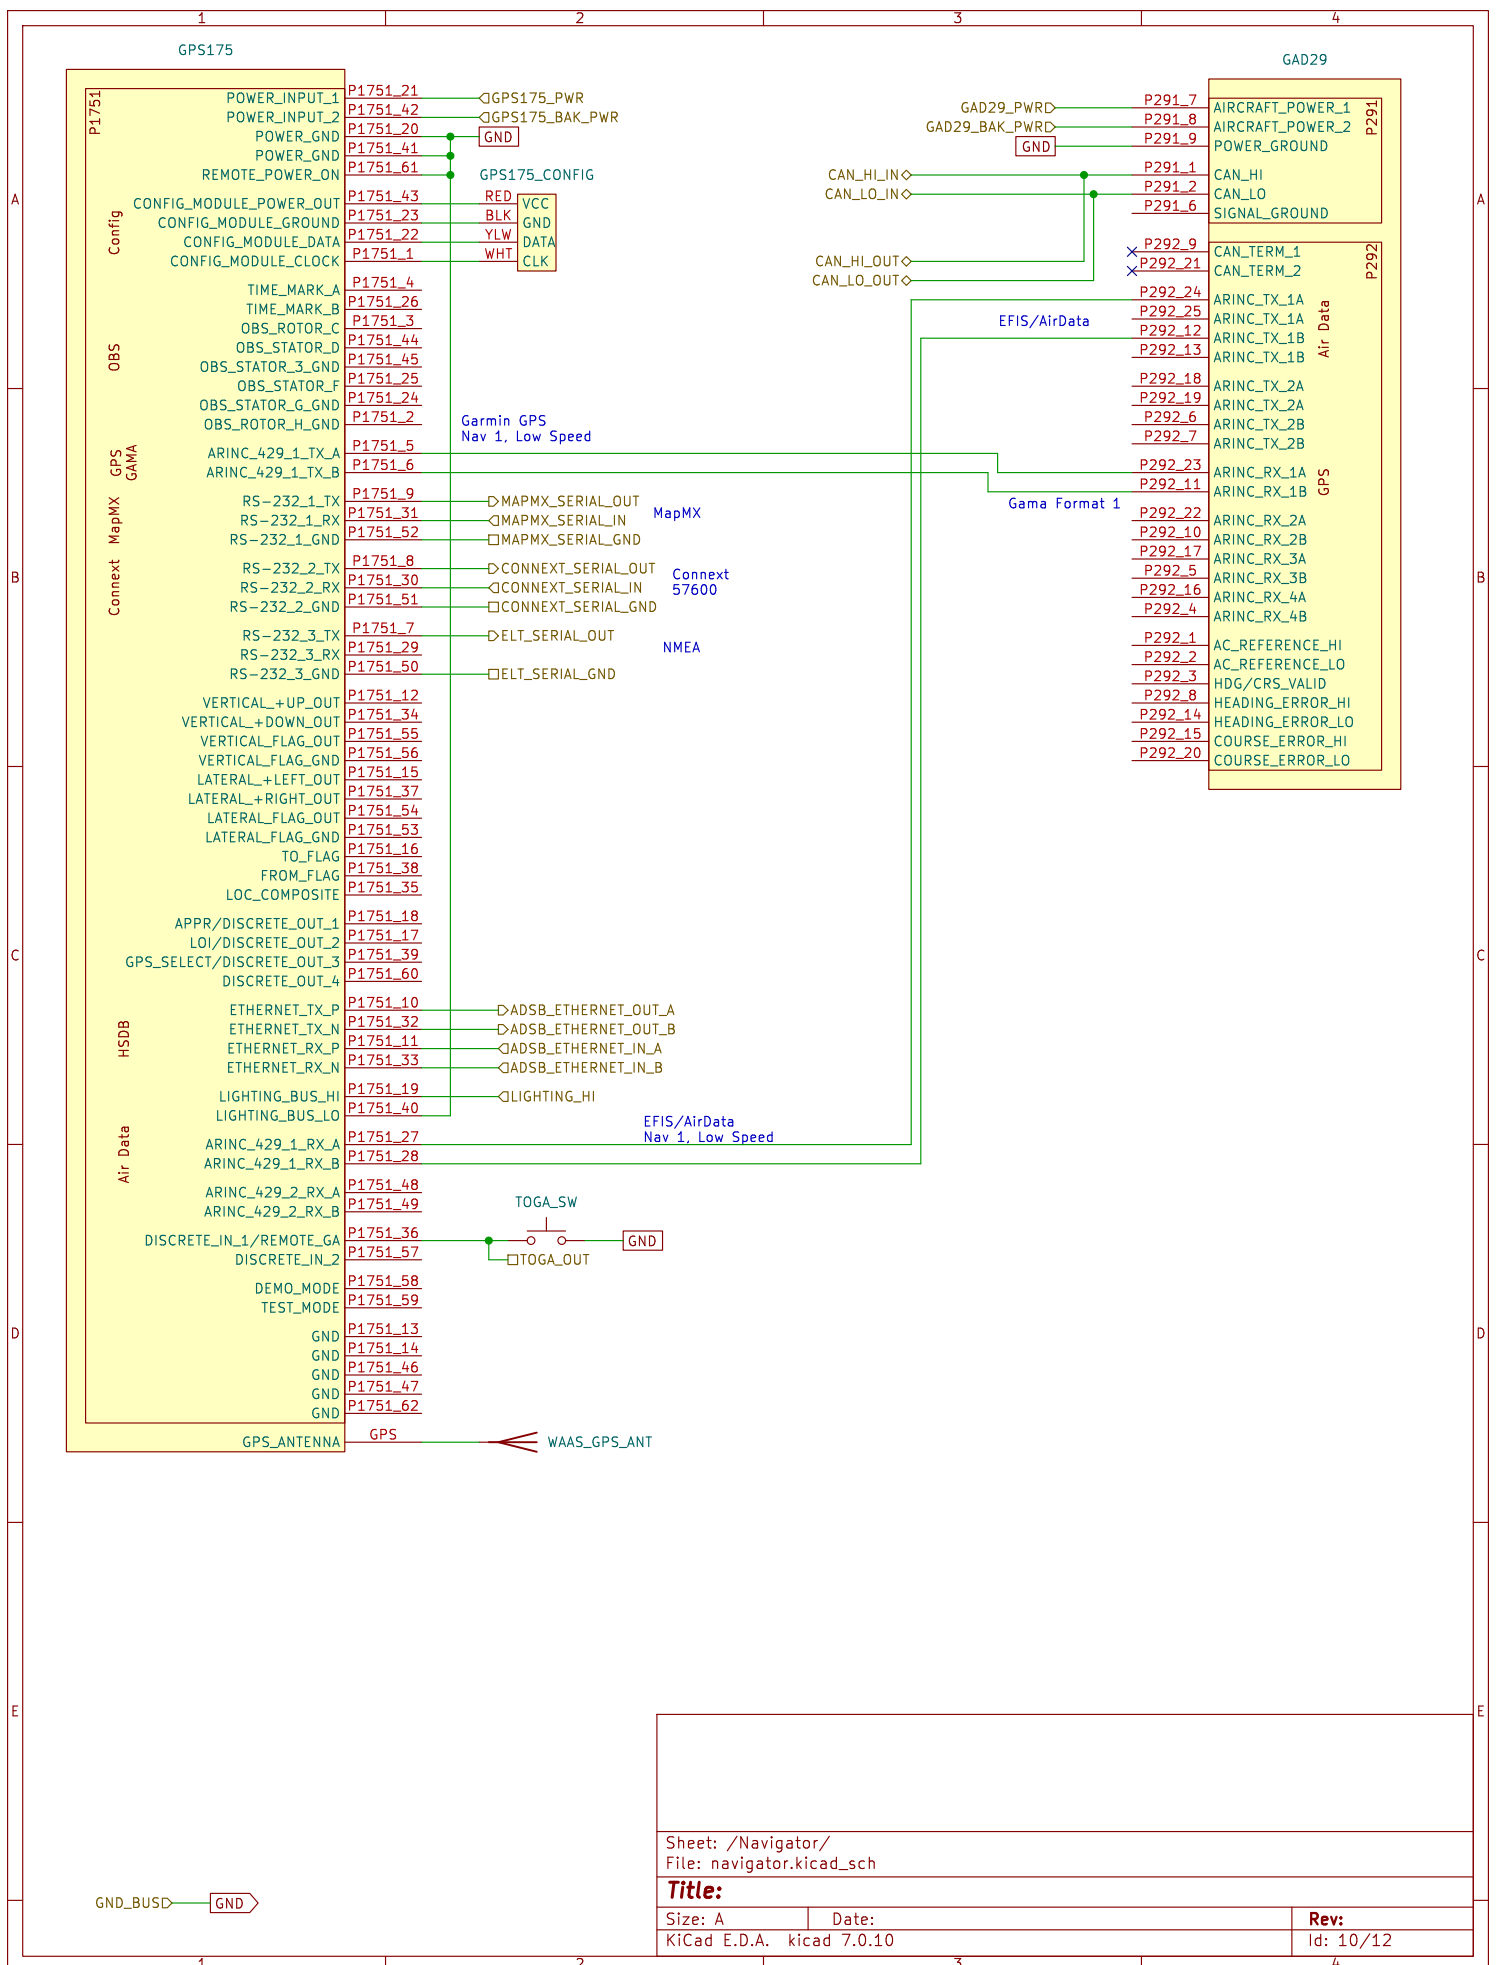 1 2 3 4
GPS175
P1751
POWER_INPUT_1 P1751_21 GPS175_PWR
POWER_INPUT_2 P1751_42 GPS175_BAK_PWR
POWER_GND P1751_20 GND
POWER_GND P1751_41
REMOTE_POWER_ON P1751_61
GPS175_CONFIG
Config
CONFIG_MODULE_POWER_OUT P1751_43 RED VCC
CONFIG_MODULE_GROUND P1751_23 BLK GND
CONFIG_MODULE_DATA P1751_22 YLW DATA
CONFIG_MODULE_CLOCK P1751_1 WHT CLK
TIME_MARK_A P1751_4
TIME_MARK_B P1751_26
OBS
OBS_ROTOR_C P1751_3
OBS_STATOR_D P1751_44
OBS_STATOR_3_GND P1751_45
OBS_STATOR_F P1751_25
OBS_STATOR_G_GND P1751_24
OBS_ROTOR_H_GND P1751_2
Garmin GPS
Nav 1, Low Speed
GPS
GAMA
ARINC_429_1_TX_A P1751_5
ARINC_429_1_TX_B P1751_6
MapMX
RS-232_1_TX P1751_9 MAPMX_SERIAL_OUT
RS-232_1_RX P1751_31 MAPMX_SERIAL_IN
RS-232_1_GND P1751_52 MAPMX_SERIAL_GND
MapMX
Connext
RS-232_2_TX P1751_8 CONNEXT_SERIAL_OUT
RS-232_2_RX P1751_30 CONNEXT_SERIAL_IN
RS-232_2_GND P1751_51 CONNEXT_SERIAL_GND
Connext
57600
RS-232_3_TX P1751_7 ELT_SERIAL_OUT
RS-232_3_RX P1751_29
RS-232_3_GND P1751_50 ELT_SERIAL_GND
NMEA
VERTICAL_+UP_OUT P1751_12
VERTICAL_+DOWN_OUT P1751_34
VERTICAL_FLAG_OUT P1751_55
VERTICAL_FLAG_GND P1751_56
LATERAL_+LEFT_OUT P1751_15
LATERAL_+RIGHT_OUT P1751_37
LATERAL_FLAG_OUT P1751_54
LATERAL_FLAG_GND P1751_53
TO_FLAG P1751_16
FROM_FLAG P1751_38
LOC_COMPOSITE P1751_35
APPR/DISCRETE_OUT_1 P1751_18
LOI/DISCRETE_OUT_2 P1751_17
GPS_SELECT/DISCRETE_OUT_3 P1751_39
DISCRETE_OUT_4 P1751_60
HSDB
ETHERNET_TX_P P1751_10 ADSB_ETHERNET_OUT_A
ETHERNET_TX_N P1751_32 ADSB_ETHERNET_OUT_B
ETHERNET_RX_P P1751_11 ADSB_ETHERNET_IN_A
ETHERNET_RX_N P1751_33 ADSB_ETHERNET_IN_B
LIGHTING_BUS_HI P1751_19 LIGHTING_HI
LIGHTING_BUS_LO P1751_40
EFIS/AirData
Nav 1, Low Speed
Air Data
ARINC_429_1_RX_A P1751_27
ARINC_429_1_RX_B P1751_28
ARINC_429_2_RX_A P1751_48
ARINC_429_2_RX_B P1751_49
TOGA_SW
DISCRETE_IN_1/REMOTE_GA P1751_36 GND
DISCRETE_IN_2 P1751_57 TOGA_OUT
DEMO_MODE P1751_58
TEST_MODE P1751_59
GND P1751_13
GND P1751_14
GND P1751_46
GND P1751_47
GND P1751_62
GPS_ANTENNA GPS WAAS_GPS_ANT
GAD29
P291
GAD29_PWR P291_7 AIRCRAFT_POWER_1
GAD29_BAK_PWR P291_8 AIRCRAFT_POWER_2
GND P291_9 POWER_GROUND
CAN_HI_IN P291_1 CAN_HI
CAN_LO_IN P291_2 CAN_LO
P291_6 SIGNAL_GROUND
P292
P292_9 CAN_TERM_1
CAN_HI_OUT P292_21 CAN_TERM_2
CAN_LO_OUT
Air Data
P292_24 ARINC_TX_1A
EFIS/AirData
P292_25 ARINC_TX_1A
P292_12 ARINC_TX_1B
P292_13 ARINC_TX_1B
P292_18 ARINC_TX_2A
P292_19 ARINC_TX_2A
P292_6 ARINC_TX_2B
P292_7 ARINC_TX_2B
GPS
P292_23 ARINC_RX_1A
P292_11 ARINC_RX_1B
Gama Format 1
P292_22 ARINC_RX_2A
P292_10 ARINC_RX_2B
P292_17 ARINC_RX_3A
P292_5 ARINC_RX_3B
P292_16 ARINC_RX_4A
P292_4 ARINC_RX_4B
P292_1 AC_REFERENCE_HI
P292_2 AC_REFERENCE_LO
P292_3 HDG/CRS_VALID
P292_8 HEADING_ERROR_HI
P292_14 HEADING_ERROR_LO
P292_15 COURSE_ERROR_HI
P292_20 COURSE_ERROR_LO
A A
B B
C C
D D
E E
GND_BUS GND
Sheet: /Navigator/
File: navigator.kicad_sch
Title:
Size: A Date: Rev:
KiCad E.D.A. kicad 7.0.10 Id: 10/12
1 2 3 4